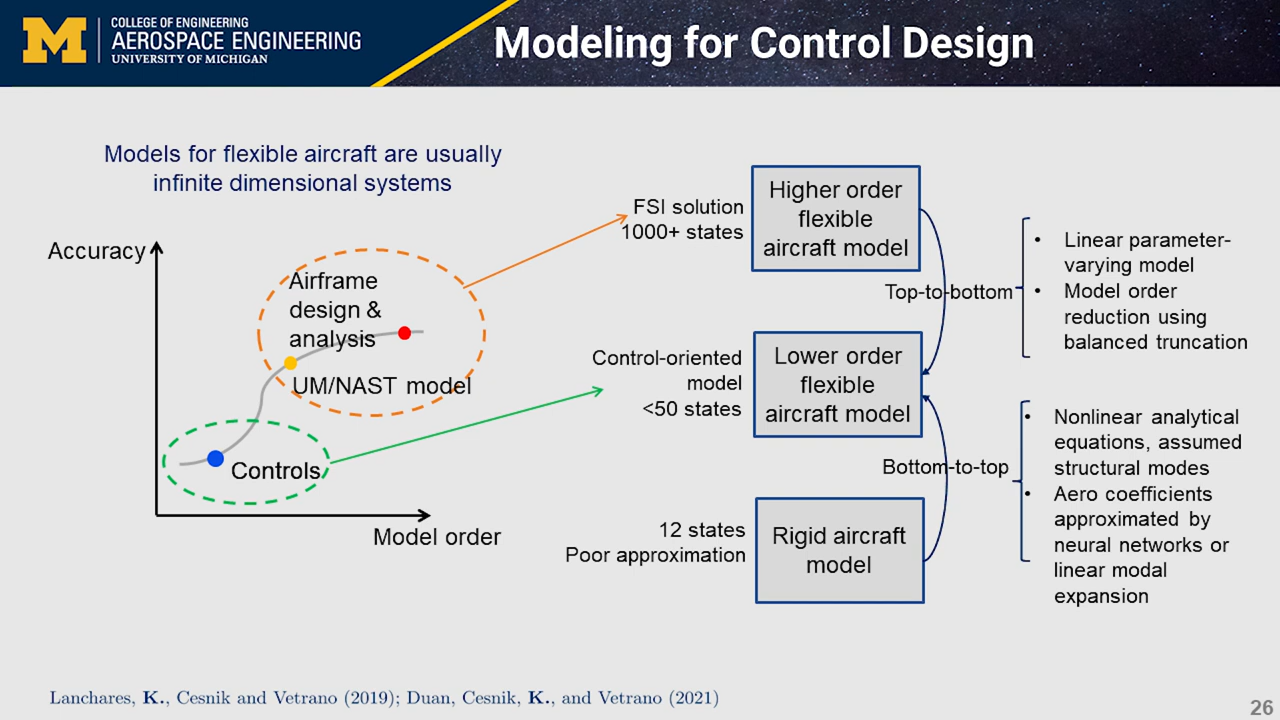 M
COLLEGE OF ENGINEERING
AEROSPACE ENGINEERING
UNIVERSITY OF MICHIGAN
Modeling for Control Design
Models for flexible aircraft are usually
infinite dimensional systems
Accuracy
Airframe
design &
analysis
UM/NAST model
Controls
Model order
FSI solution
1000+ states
Higher order
flexible
aircraft model
Top-to-bottom
• Linear parameter-
varying model
• Model order
reduction using
balanced truncation
Control-oriented
model
<50 states
Lower order
flexible
aircraft model
Bottom-to-top
• Nonlinear analytical
equations, assumed
structural modes
• Aero coefficients
approximated by
neural networks or
linear modal
expansion
12 states
Poor approximation
Rigid aircraft
model
Lanchares, K., Cesnik and Vetrano (2019); Duan, Cesnik, K., and Vetrano (2021)
26